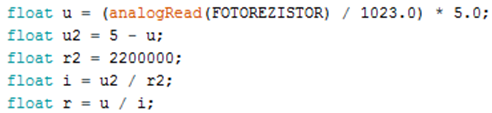 float u = (analogRead(FOTOREZISTOR) / 1023.0) * 5.0;
float u2 = 5 - u;
float r2 = 2200000;
float i = u2 / r2;
float r = u / i;